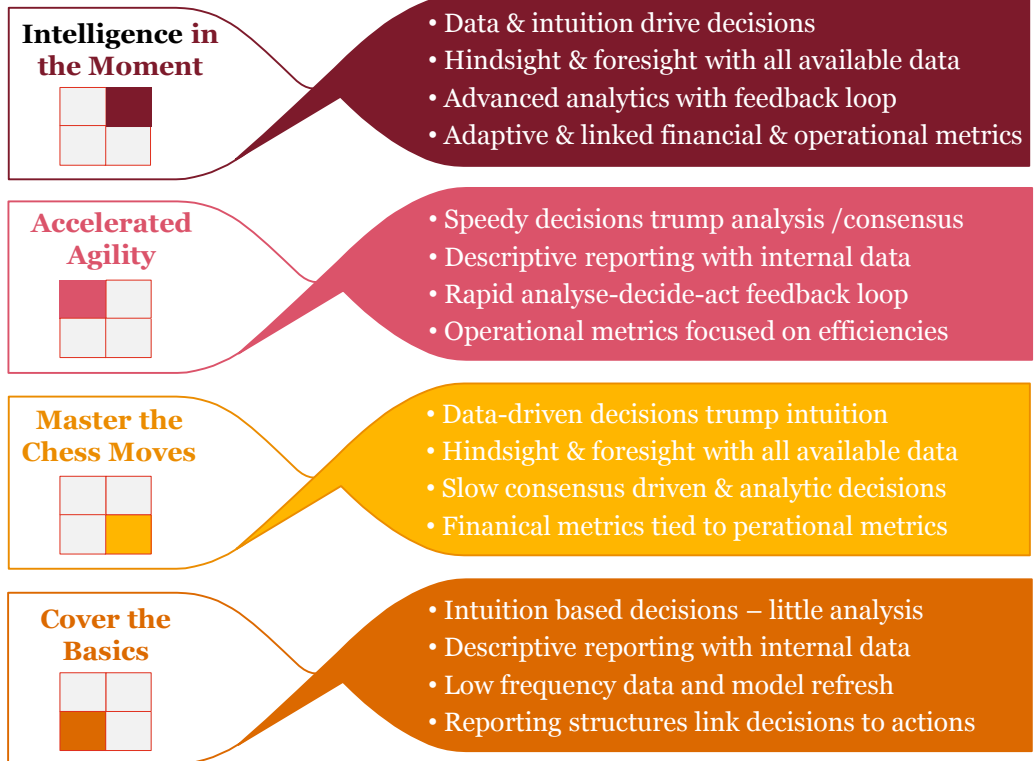 Intelligence in
the Moment
• Data & intuition drive decisions
• Hindsight & foresight with all available data
• Advanced analytics with feedback loop
• Adaptive & linked financial & operational metrics
Accelerated
Agility
• Speedy decisions trump analysis /consensus
• Descriptive reporting with internal data
• Rapid analyse-decide-act feedback loop
• Operational metrics focused on efficiencies
Master the
Chess Moves
• Data-driven decisions trump intuition
• Hindsight & foresight with all available data
• Slow consensus driven & analytic decisions
• Finanical metrics tied to perational metrics
Cover the
Basics
• Intuition based decisions – little analysis
• Descriptive reporting with internal data
• Low frequency data and model refresh
• Reporting structures link decisions to actions